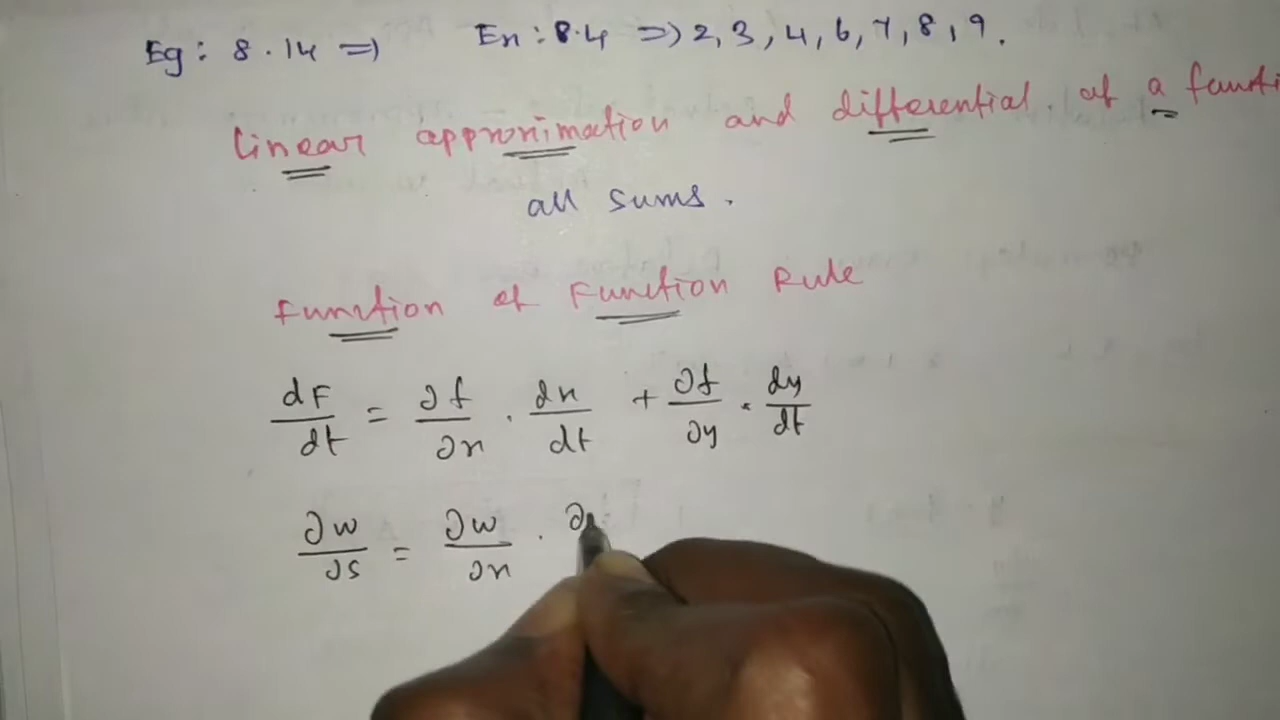 Eg: 8.14 ⇒ Ex: 8.4 ⇒ 2, 3, 4, 6, 7, 8, 9.
Linear approximation and differential of a functi
all sums.
Function of Function Rule
dF/dt = ∂f/∂x . dx/dt + ∂f/∂y . dy/dt
∂w/∂s = ∂w/∂x . ∂